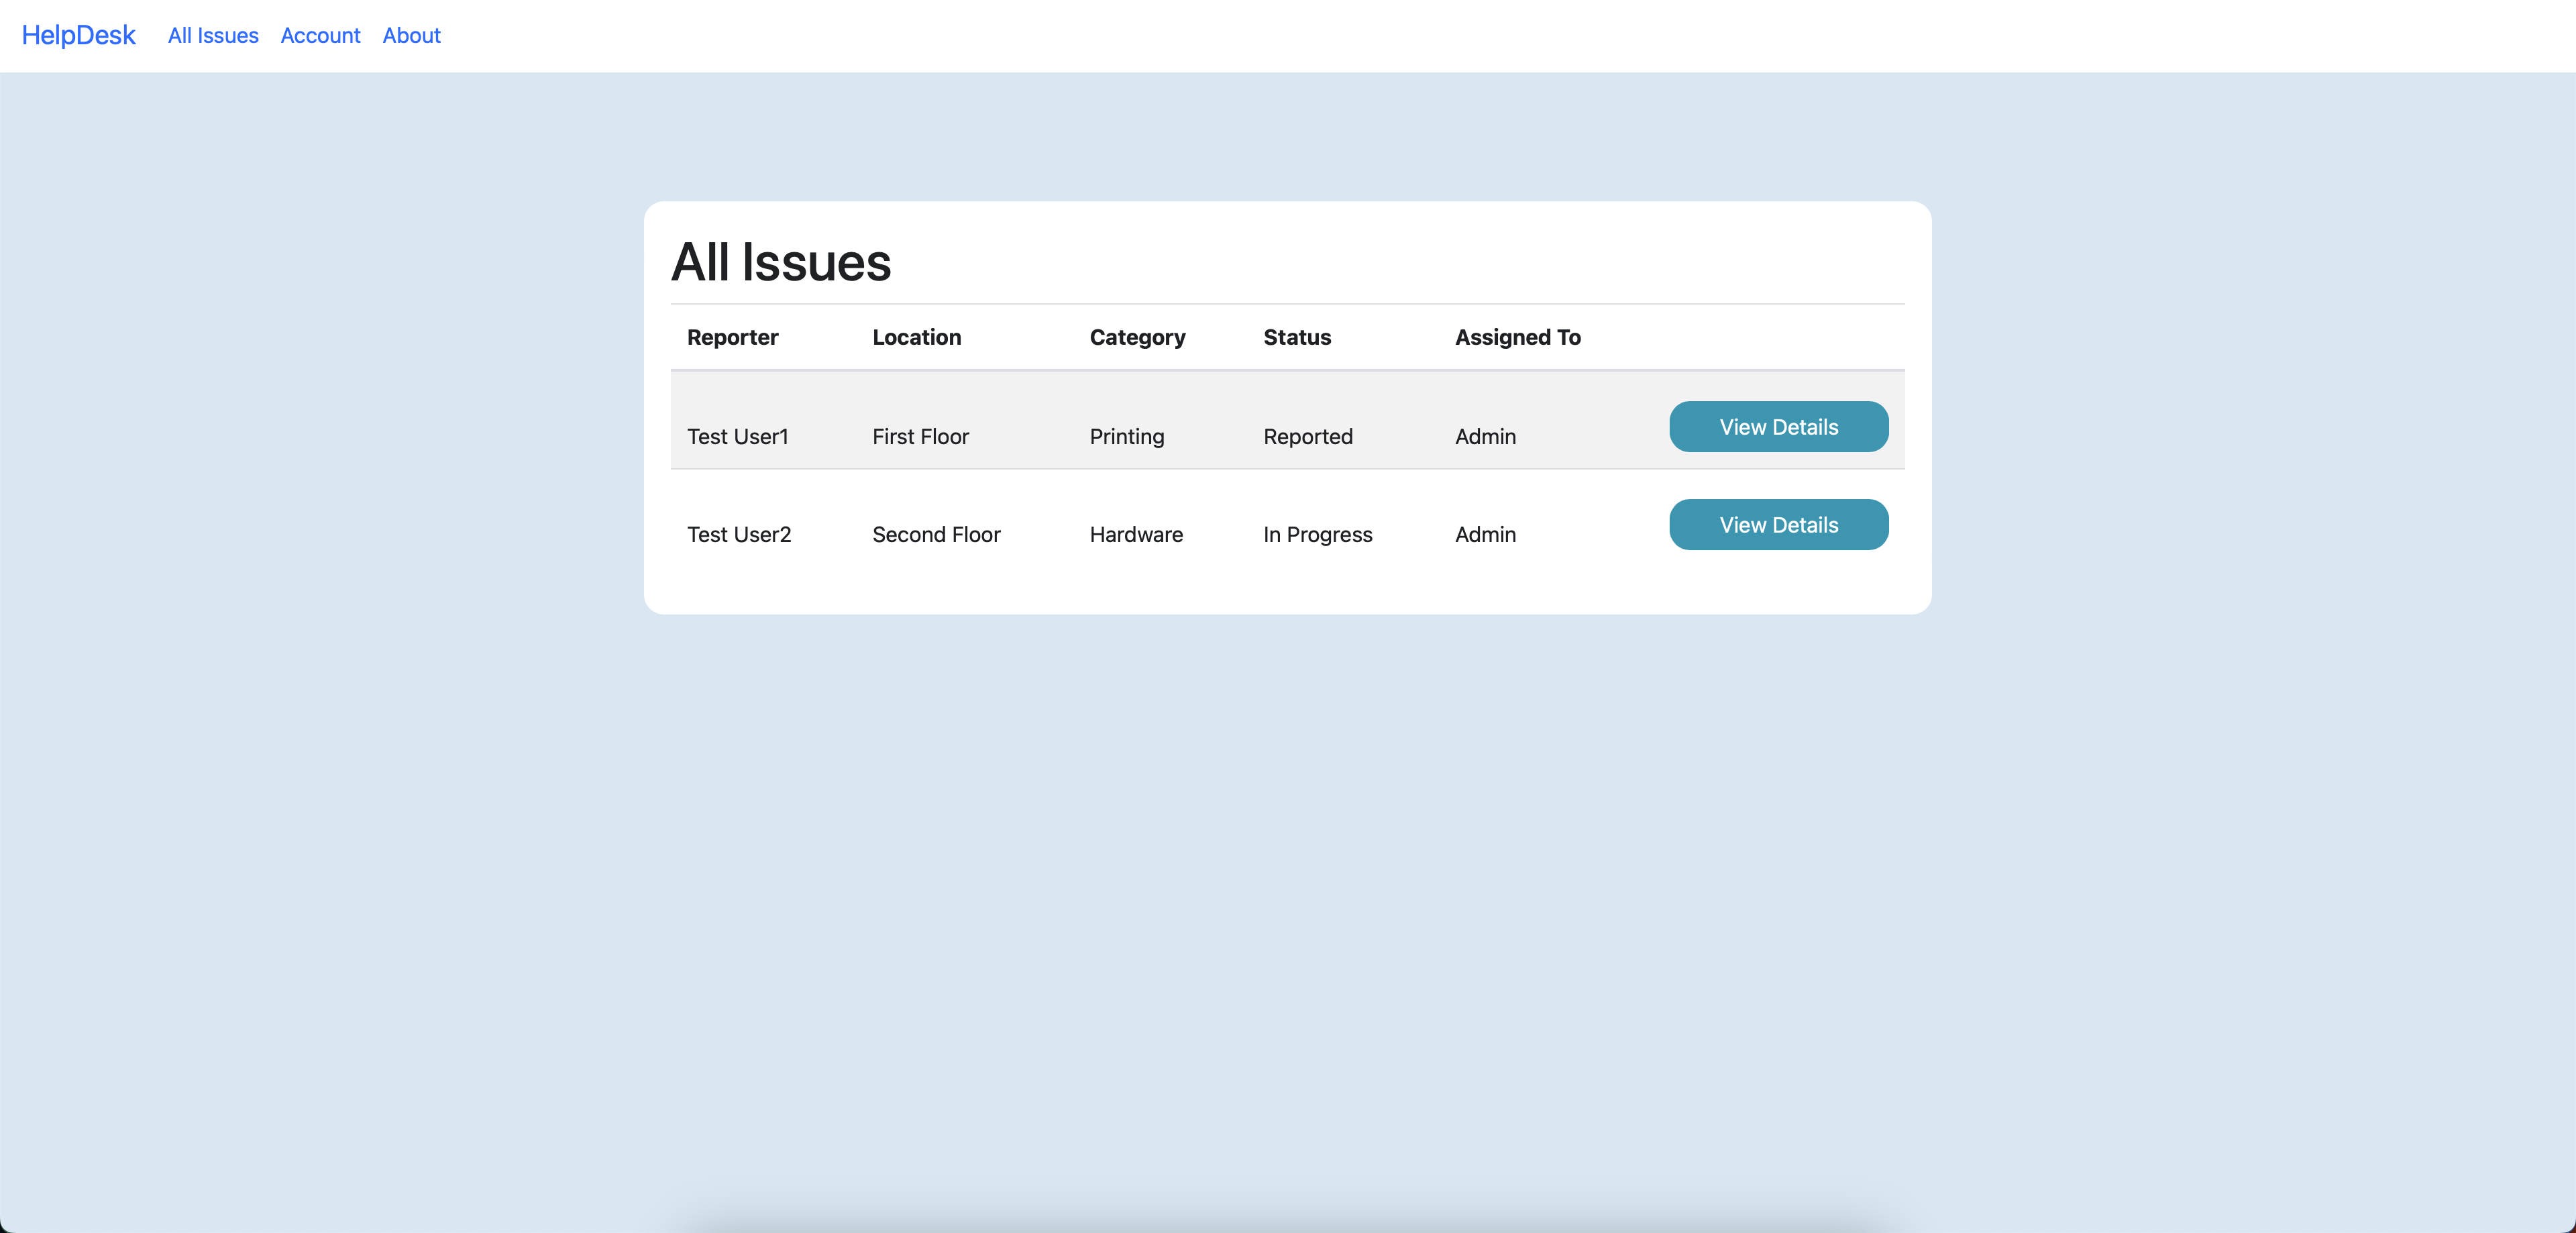 HelpDesk All Issues Account About
All Issues
Reporter Location Category Status Assigned To
Test User1 First Floor Printing Reported Admin View Details
Test User2 Second Floor Hardware In Progress Admin View Details